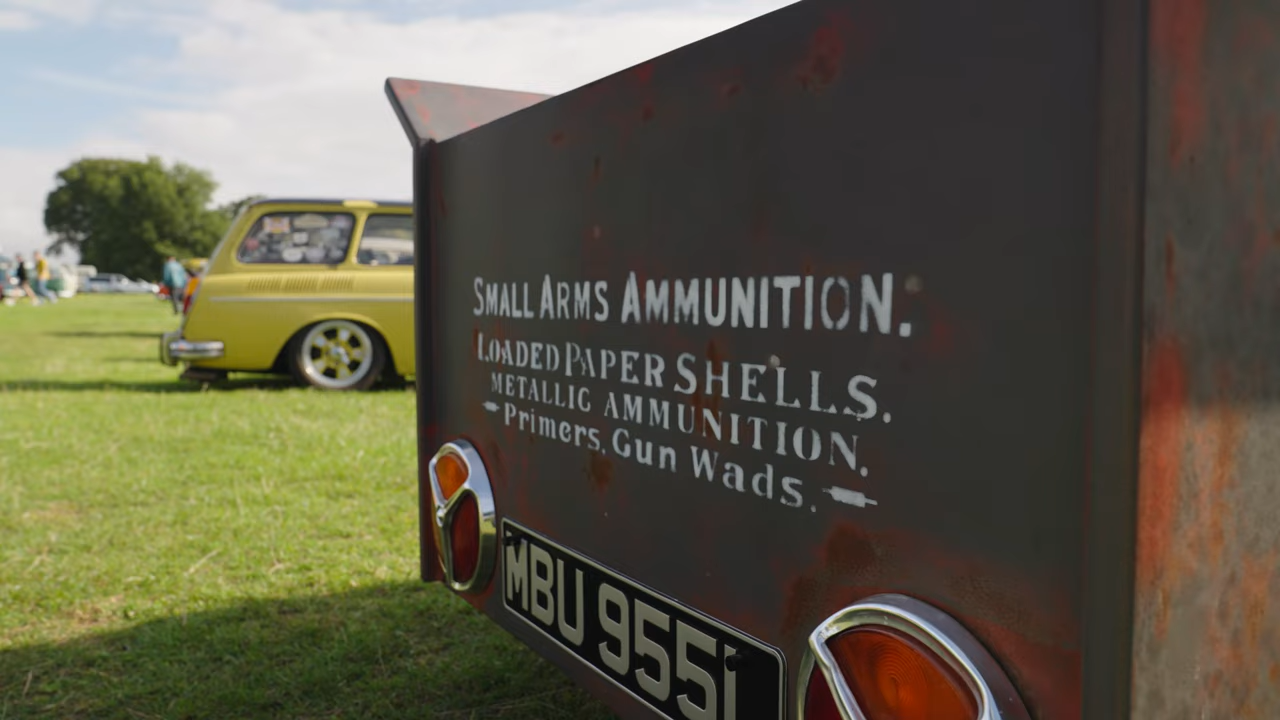 SMALL ARMS AMMUNITION.
LOADED PAPER SHELLS.
METALLIC AMMUNITION.
Primers, Gun Wads.
MBU 955L